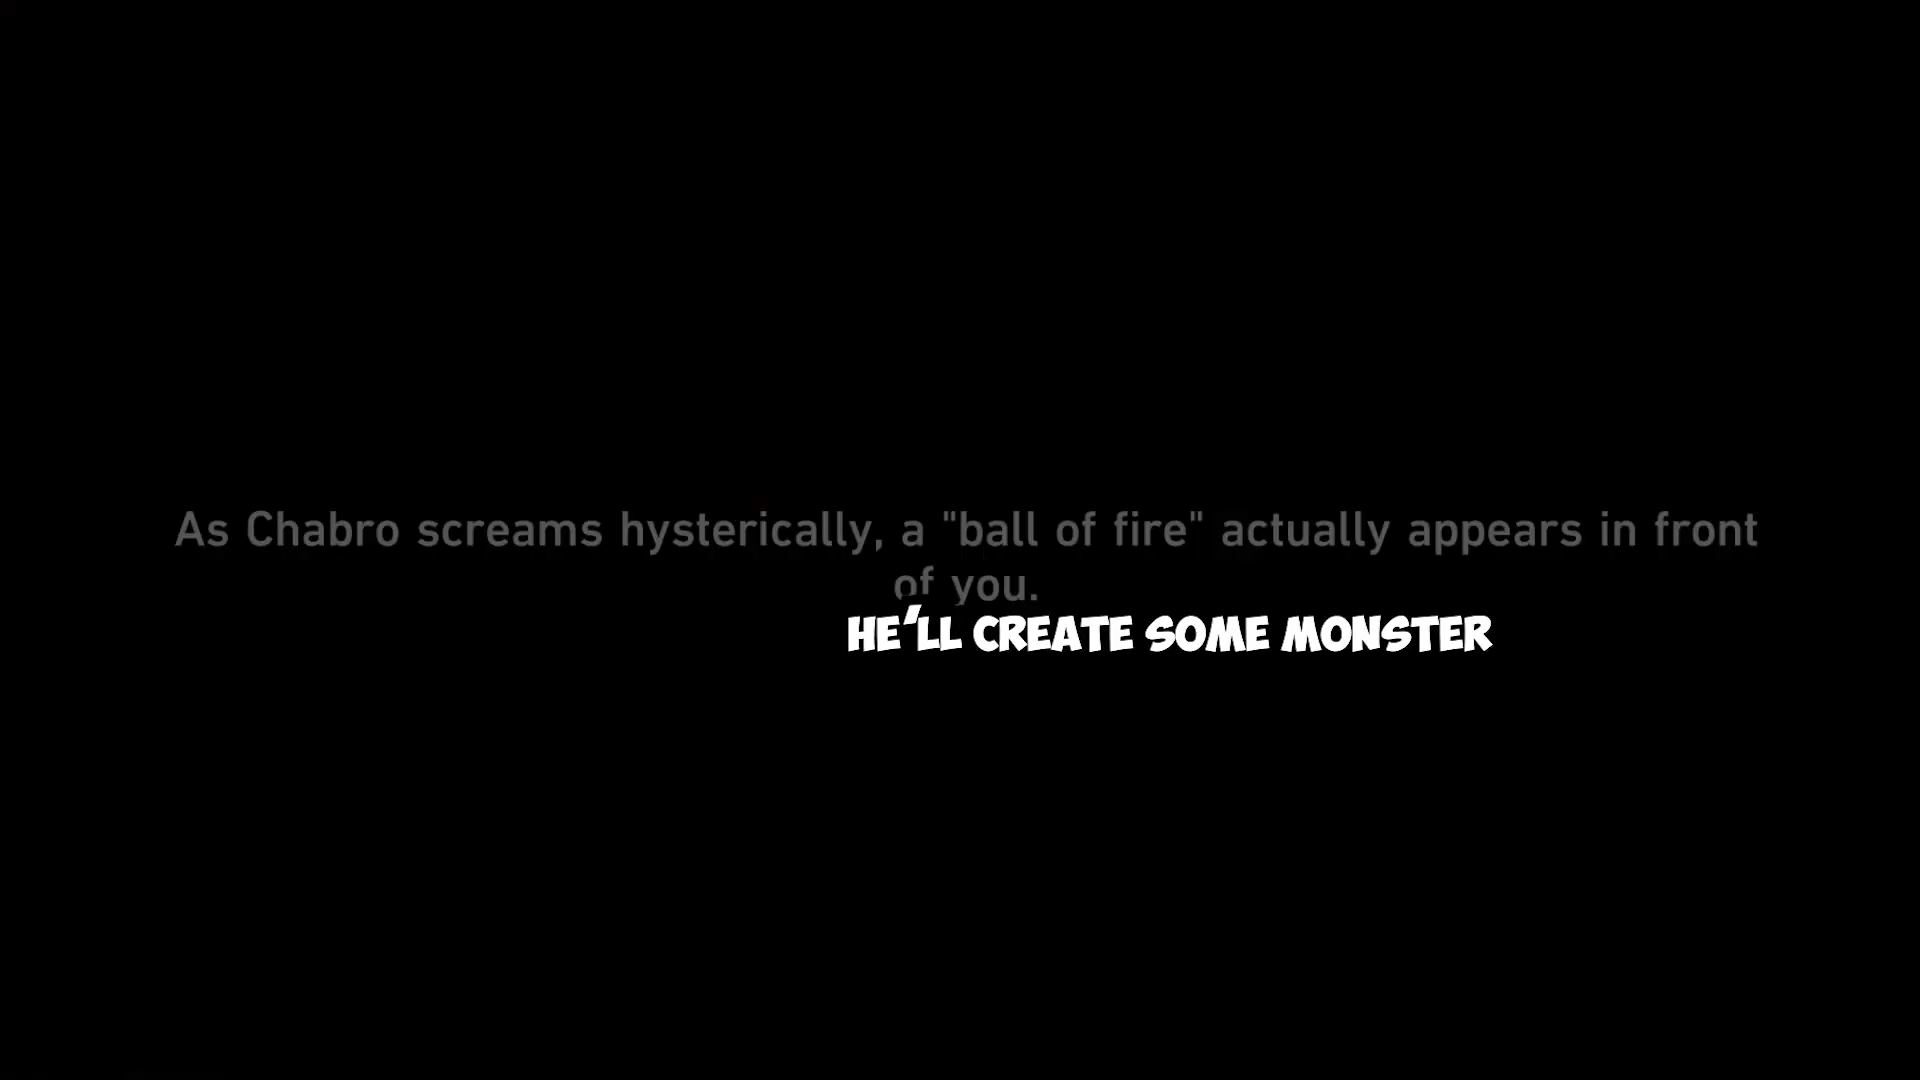 As Chabro screams hysterically, a "ball of fire" actually appears in front
of you.
HE'LL CREATE SOME MONSTER